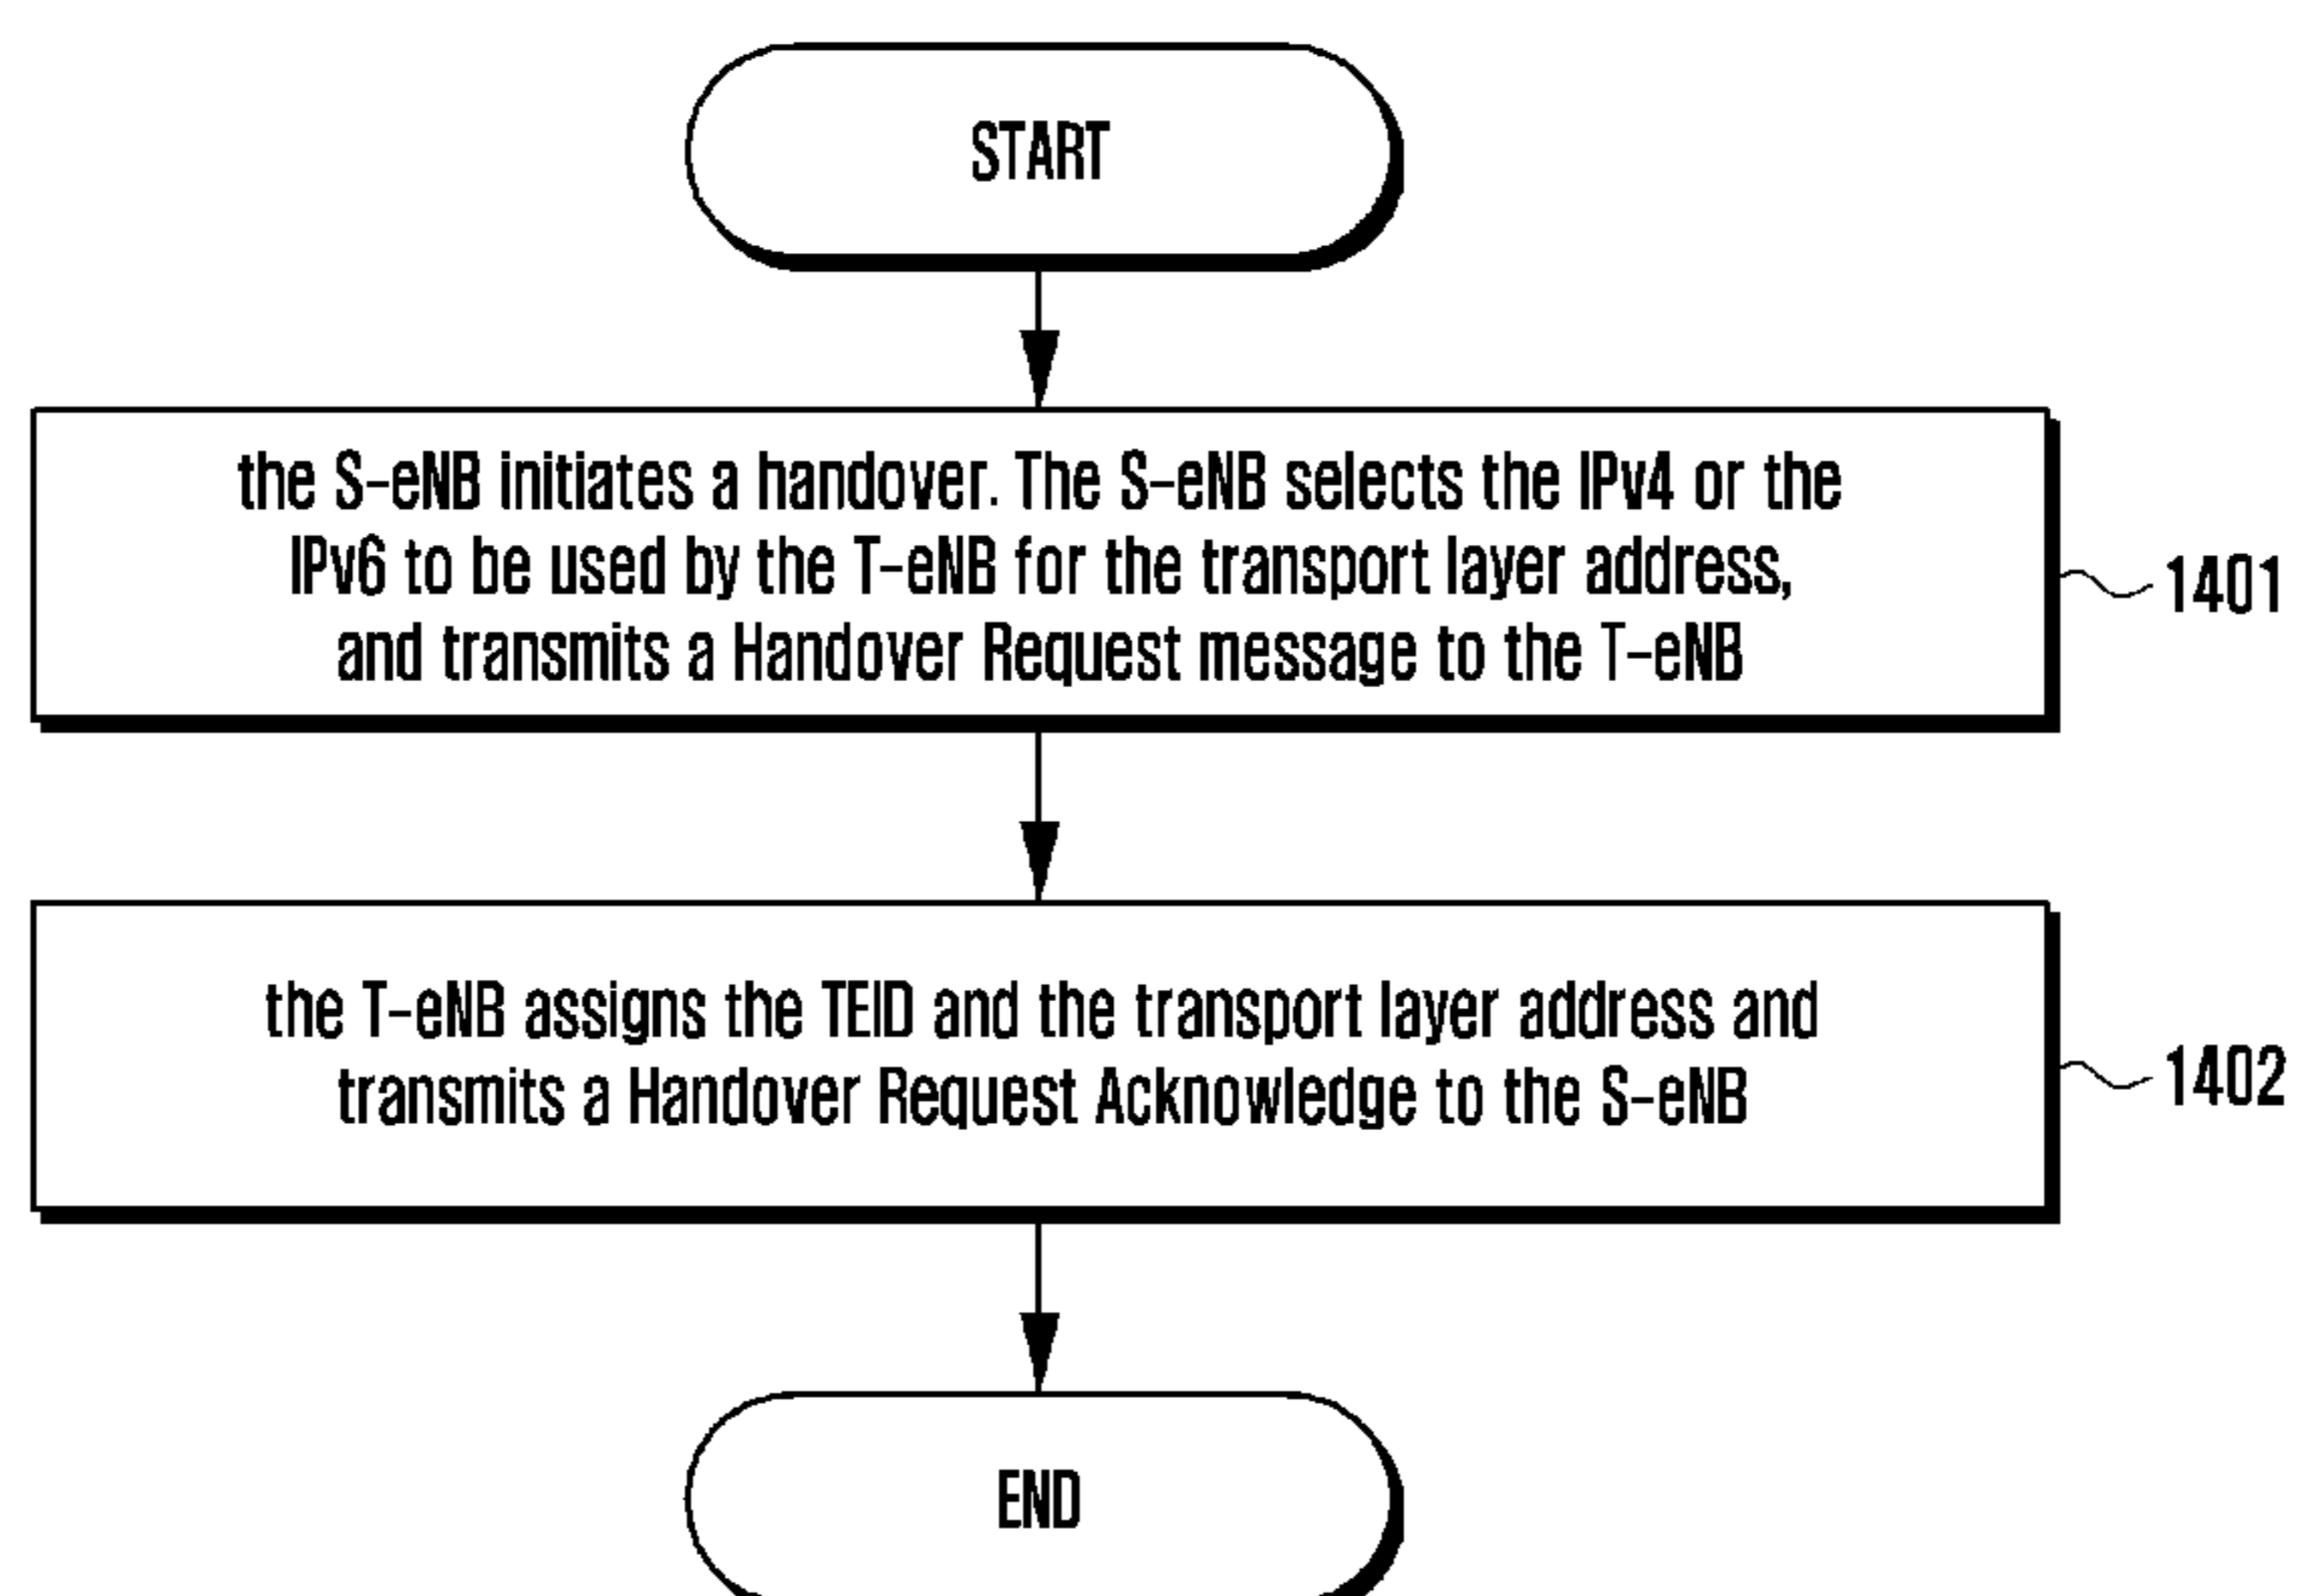 START
the S-eNB initiates a handover. The S-eNB selects the IPv4 or the
IPv6 to be used by the T-eNB for the transport layer address,
and transmits a Handover Request message to the T-eNB
1401
the T-eNB assigns the TEID and the transport layer address and
transmits a Handover Request Acknowledge to the S-eNB
1402
END